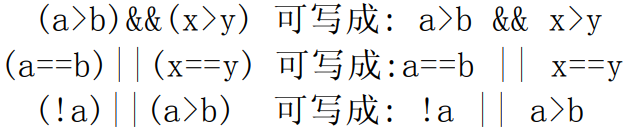 (a>b)&&(x>y) 可写成: a>b && x>y
(a==b)||(x==y) 可写成:a==b || x==y
(!a)||(a>b) 可写成: !a || a>b